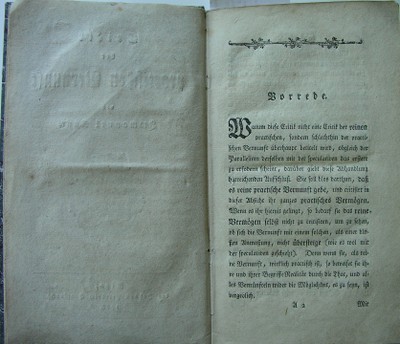 Vorrede.
Warum diese Critik nicht eine Critik der reinen
practischen, sondern schlechthin der practi-
schen Vernunft überhaupt betitelt wird, obgleich der
Parallelism derselben mit der speculativen das erstere
zu erfodern scheint, darüber giebt diese Abhandlung
hinreichenden Aufschluß. Sie soll blos darthun, daß
es reine practische Vernunft gebe, und critisirt in
dieser Absicht ihr ganzes practisches Vermögen.
Wenn es ihr hiemit gelingt, so bedarf sie das reine
Vermögen selbst nicht zu critisiren, um zu sehen,
ob sich die Vernunft mit einem solchen, als einer blos-
sen Anmaßung, nicht übersteige (wie es wol mit
der speculativen geschieht). Denn wenn sie, als rei-
ne Vernunft, wirklich practisch ist, so beweiset sie ih-
re und ihrer Begriffe Realität durch die That, und al-
les Vernünfteln wider die Möglichkeit, es zu seyn, ist
vergeblich.
A 2 Mit